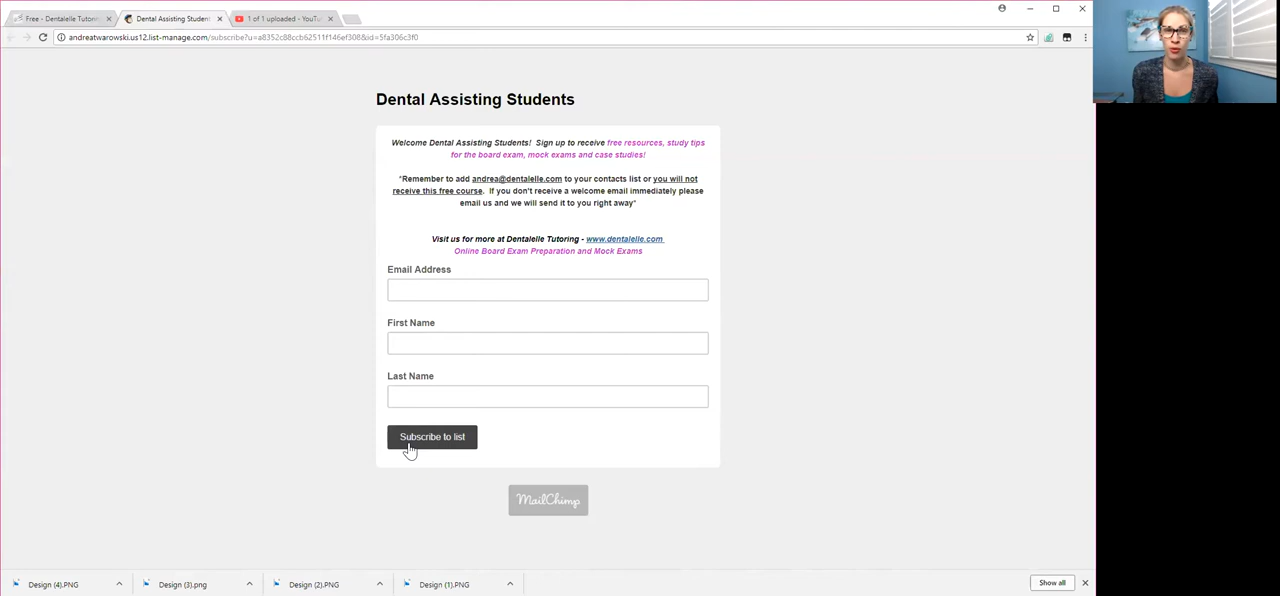 Free - Dentalelle Tutorin
Dental Assisting Student
1 of 1 uploaded - YouTu
andreatwarowski.us12.list-manage.com/subscribe?u=a8352c88ccb62511f146ef308&id=5fa306c3f0
Dental Assisting Students
Welcome Dental Assisting Students! Sign up to receive free resources, study tips
for the board exam, mock exams and case studies!
*Remember to add andrea@dentalelle.com to your contacts list or you will not
receive this free course. If you don't receive a welcome email immediately please
email us and we will send it to you right away*
Visit us for more at Dentalelle Tutoring - www.dentalelle.com
Online Board Exam Preparation and Mock Exams
Email Address
First Name
Last Name
Subscribe to list
MailChimp
Design (4).PNG
Design (3).png
Design (2).PNG
Design (1).PNG
Show all